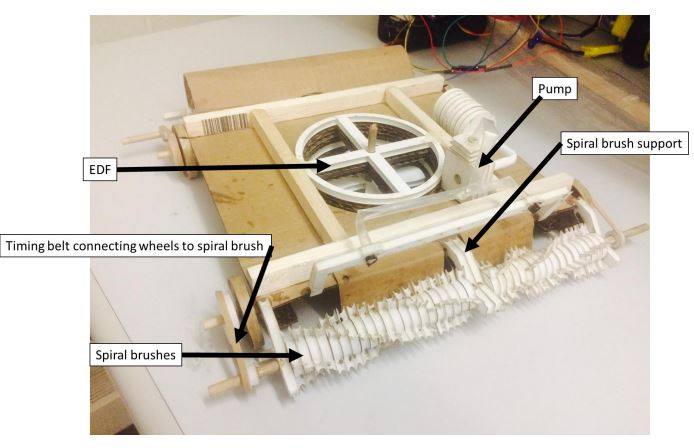 Pump
Spiral brush support
EDF
Timing belt connecting wheels to spiral brush
Spiral brushes